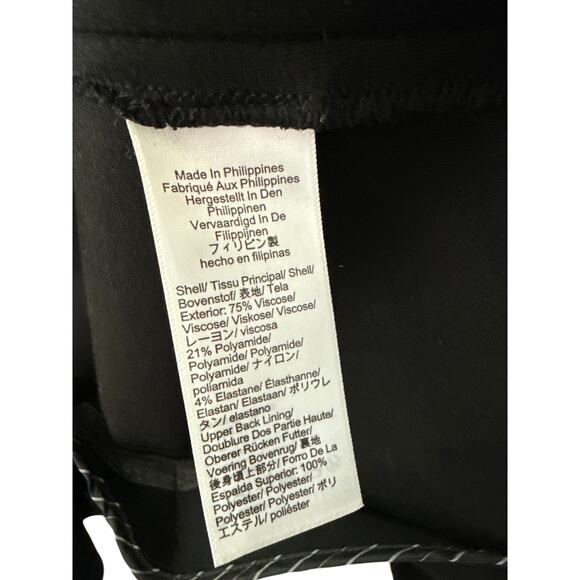 Made In Philippines
Fabriqué Aux Philippines
Hergestellt In Den
Philippinen
Vervaardigd In De
Filippijnen
フィリピン製
hecho en filipinas
Shell/ Tissu Principal/ Shell/
Bovenstof/ 表地/ Tela
Exterior: 75% Viscose/
Viscose/ Viskose/ Viscose/
レーヨン/ viscosa
21% Polyamide/
Polyamide/ Polyamide/
Polyamide/ ナイロン/
poliamida
4% Elastane/ Élasthanne/
Elastan/ Elastaan/ ポリウレ
タン/ elastano
Upper Back Lining/
Doublure Dos Partie Haute/
Oberer Rücken Futter/
Voering Bovenrug/ 裏地
後身頃上部分/ Forro De La
Espalda Superior: 100%
Polyester/ Polyester/
Polyester/ Polyester/ ポリ
エステル/ poliéster